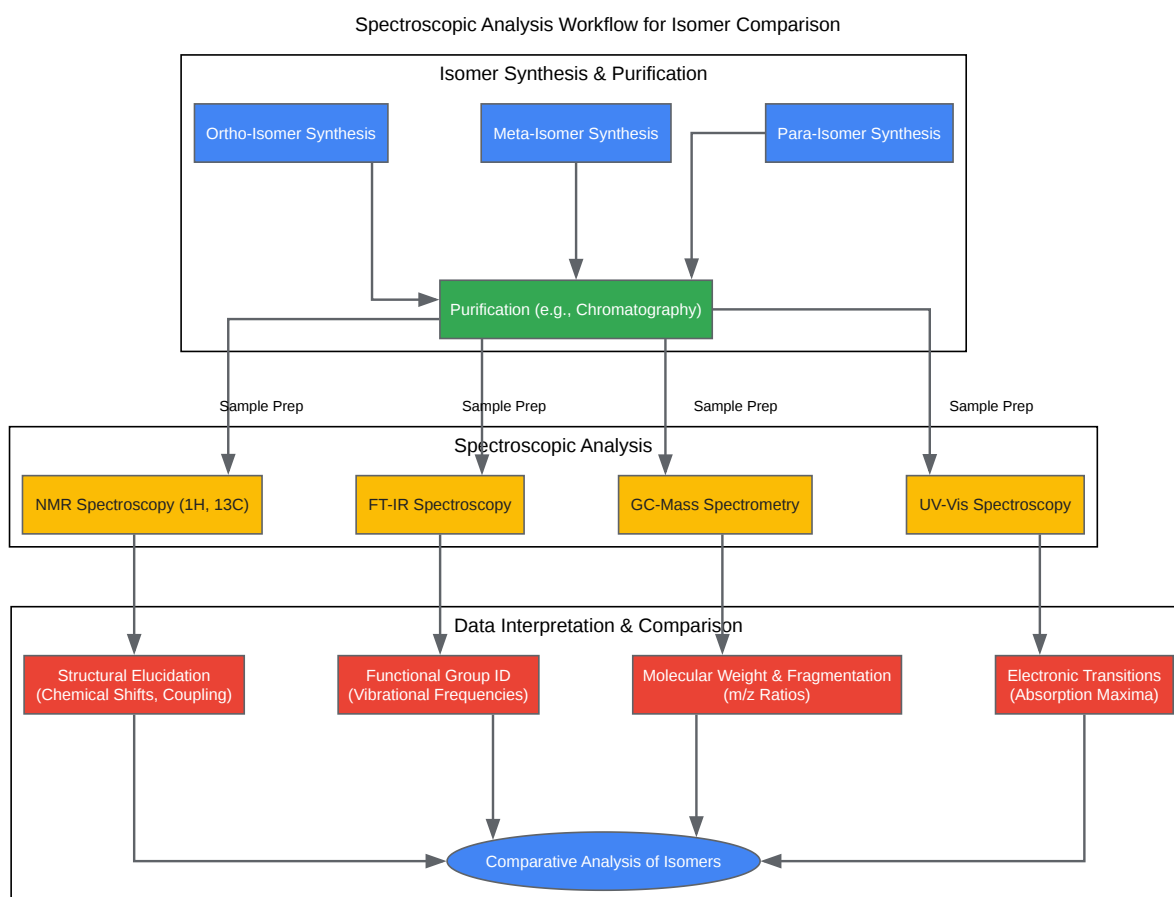 Spectroscopic Analysis Workflow for Isomer Comparison
Isomer Synthesis & Purification
Ortho-Isomer Synthesis
Meta-Isomer Synthesis
Para-Isomer Synthesis
Purification (e.g., Chromatography)
Sample Prep
Sample Prep
Sample Prep
Sample Prep
Spectroscopic Analysis
NMR Spectroscopy (1H, 13C)
FT-IR Spectroscopy
GC-Mass Spectrometry
UV-Vis Spectroscopy
Data Interpretation & Comparison
Structural Elucidation
(Chemical Shifts, Coupling)
Functional Group ID
(Vibrational Frequencies)
Molecular Weight & Fragmentation
(m/z Ratios)
Electronic Transitions
(Absorption Maxima)
Comparative Analysis of Isomers